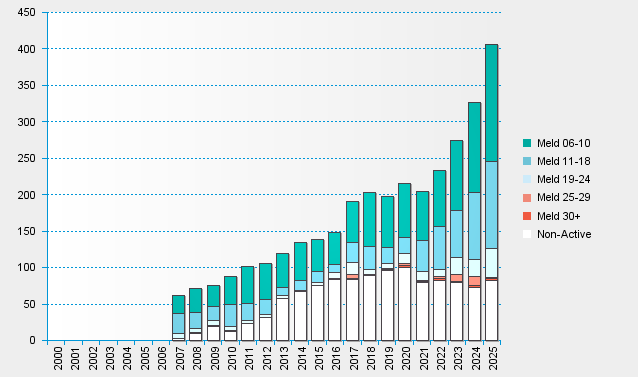 450
400
350
300
250
200
150
100
50
0
2000 2001 2002 2003 2004 2005 2006 2007 2008 2009 2010 2011 2012 2013 2014 2015 2016 2017 2018 2019 2020 2021 2022 2023 2024 2025
Meld 06-10
Meld 11-18
Meld 19-24
Meld 25-29
Meld 30+
Non-Active